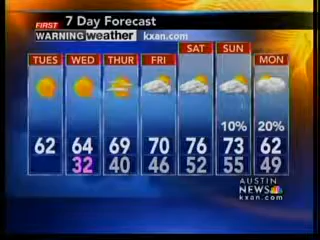 FIRST 7 Day Forecast
WARNING weather kxan.com
SAT SUN
TUES WED THUR FRI MON
10% 20%
62 64 69 70 76 73 62
32 40 46 52 55 49
AUSTIN
NEWS
kxan.com